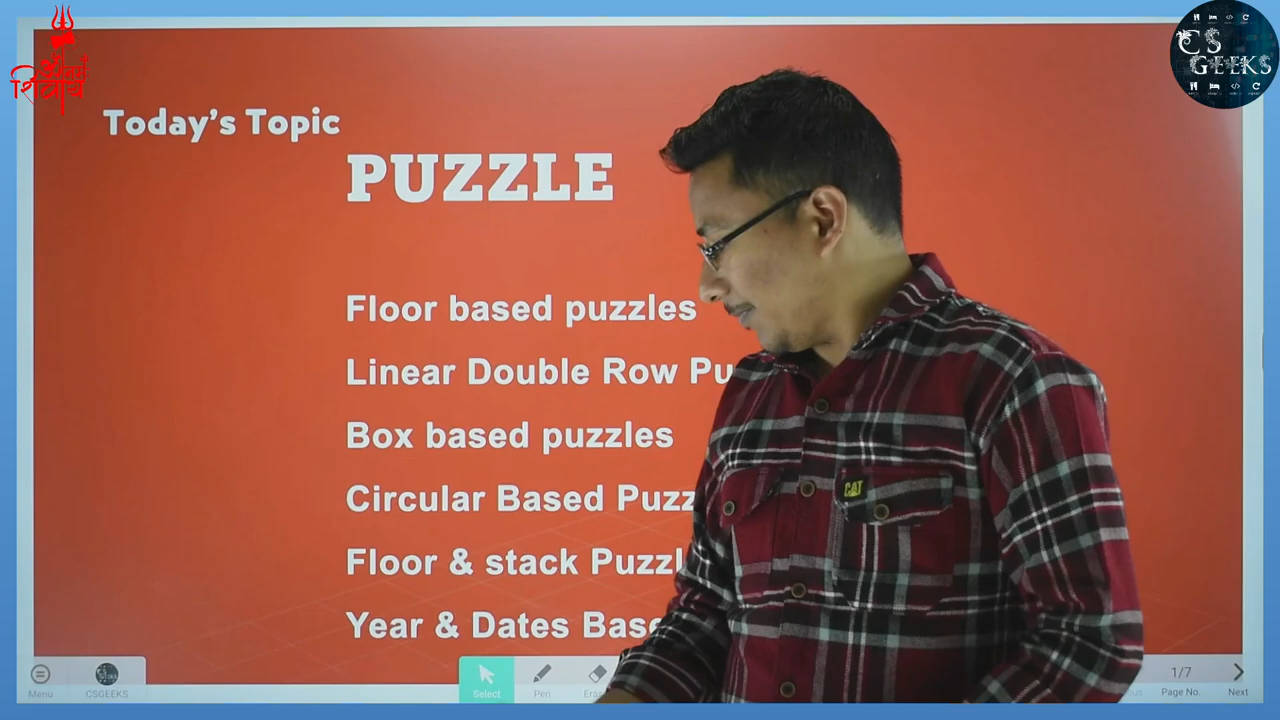 ॐ नमः
शिवाय
CS
GEEKS
Today's Topic
PUZZLE
Floor based puzzles
Linear Double Row Pu
Box based puzzles
Circular Based Puzz
Floor & stack Puzzl
Year & Dates Base
CAT
Menu
CSGEEKS
Select
Pen
1/7
Page No.
Next